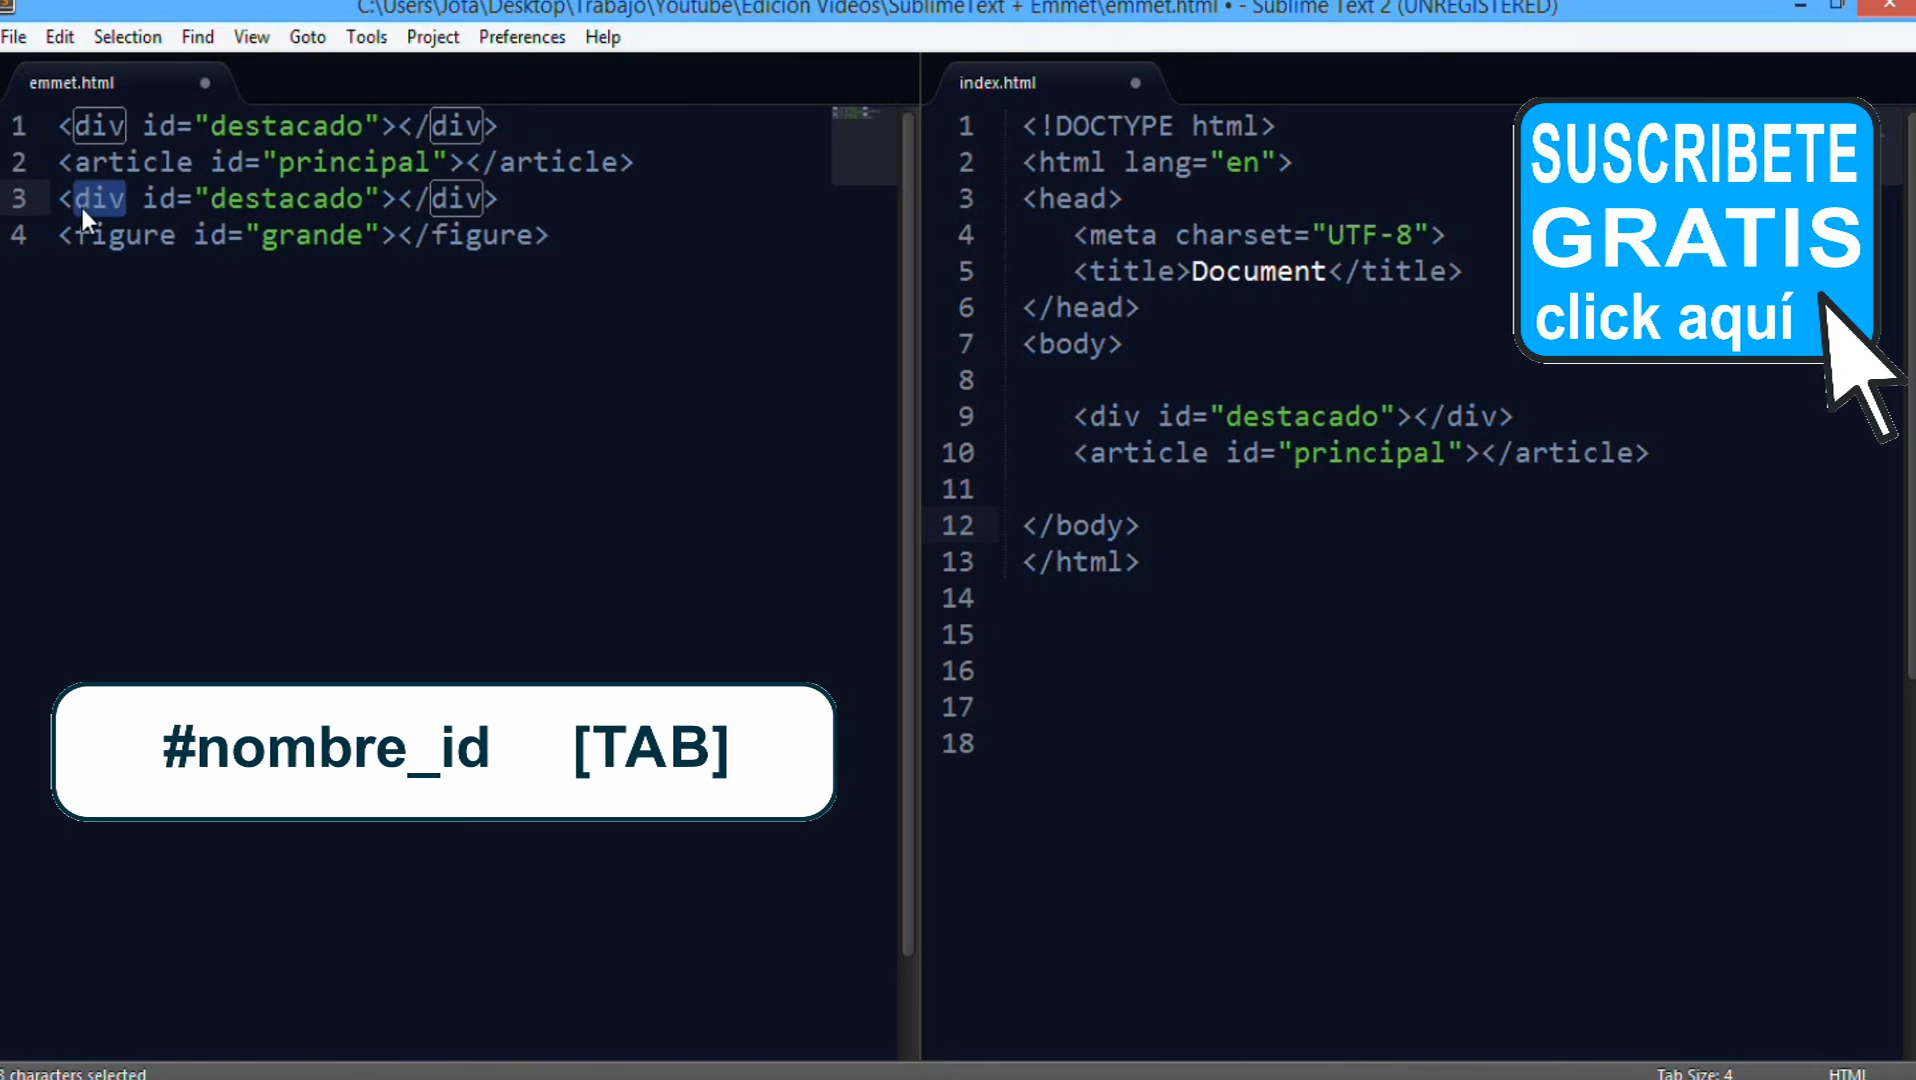 C:\Users\Jota\Desktop\Trabajo\Youtube\Edicion Videos\SublimeText + Emmet\emmet.html • - Sublime Text 2 (UNREGISTERED)
File Edit Selection Find View Goto Tools Project Preferences Help
emmet.html
1 <div id="destacado"></div>
2 <article id="principal"></article>
3 <div id="destacado"></div>
4 <figure id="grande"></figure>
#nombre_id [TAB]
index.html
1 <!DOCTYPE html>
2 <html lang="en">
3 <head>
4 <meta charset="UTF-8">
5 <title>Document</title>
6 </head>
7 <body>
8
9 <div id="destacado"></div>
10 <article id="principal"></article>
11
12 </body>
13 </html>
14
15
16
17
18
SUSCRIBETE
GRATIS
click aquí
3 characters selected
Tab Size: 4 HTML